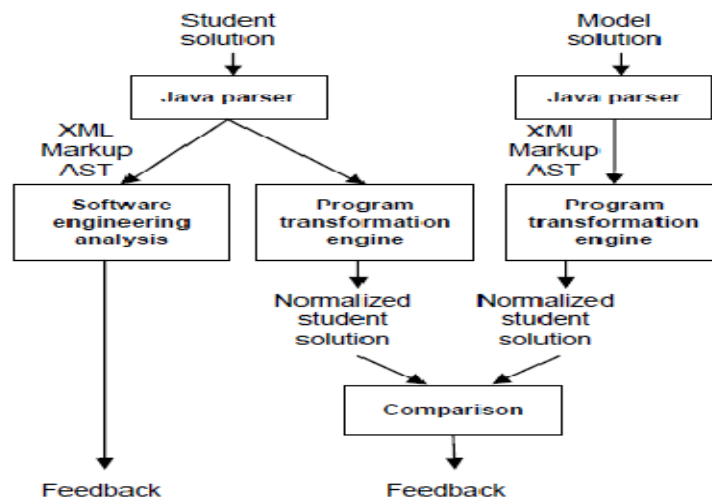 Student
solution
Model
solution
Java parser
Java parser
XML
Markup
AST
XML
Markup
AST
Software
engineering
analysis
Program
transformation
engine
Program
transformation
engine
Normalized
student
solution
Normalized
student
solution
Comparison
Feedback
Feedback